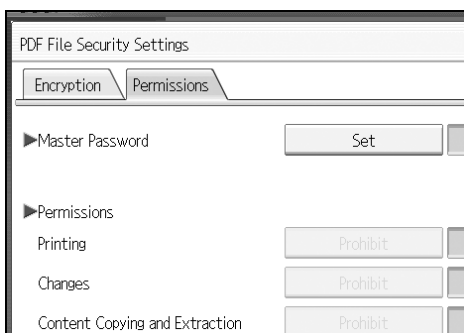 PDF File Security Settings
Encryption Permissions
▶Master Password Set
▶Permissions
Printing Prohibit
Changes Prohibit
Content Copying and Extraction Prohibit